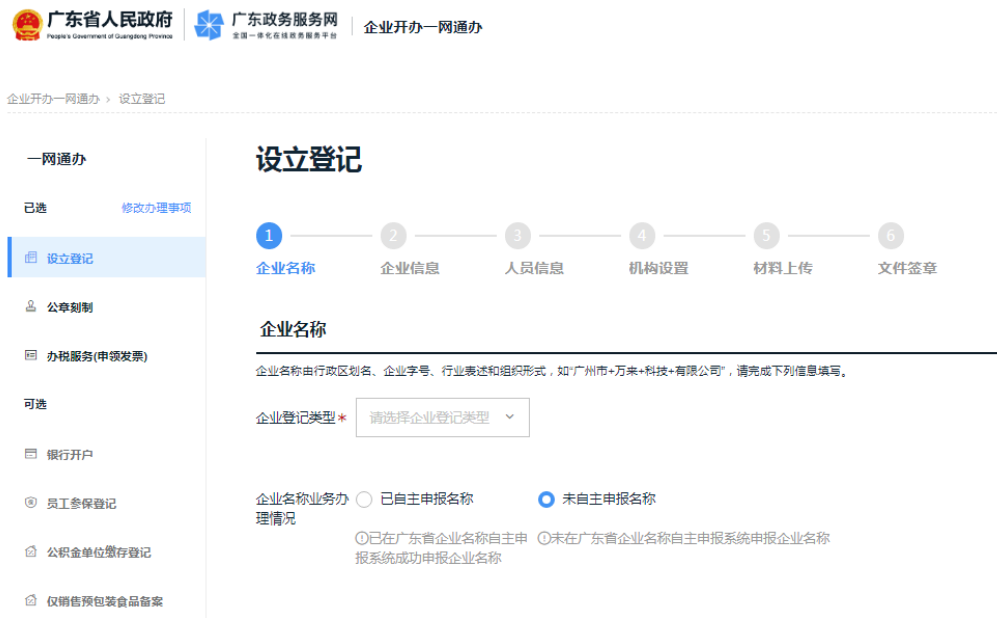 广东省人民政府
People's Government of Guangdong Province
广东政务服务网
全国一体化在线政务服务平台
企业开办一网通办
企业开办一网通办 › 设立登记
一网通办
已选 修改办理事项
设立登记
公章刻制
办税服务(申领发票)
可选
银行开户
员工参保登记
公积金单位缴存登记
仅销售预包装食品备案
设立登记
1 2 3 4 5 6
企业名称 企业信息 人员信息 机构设置 材料上传 文件签章
企业名称
企业名称由行政区划名、企业字号、行业表述和组织形式，如“广州市+万来+科技+有限公司”，请完成下列信息填写。
企业登记类型* 请选择企业登记类型
企业名称业务办理情况 已自主申报名称 未自主申报名称
已在广东省企业名称自主申报系统成功申报企业名称
未在广东省企业名称自主申报系统申报企业名称